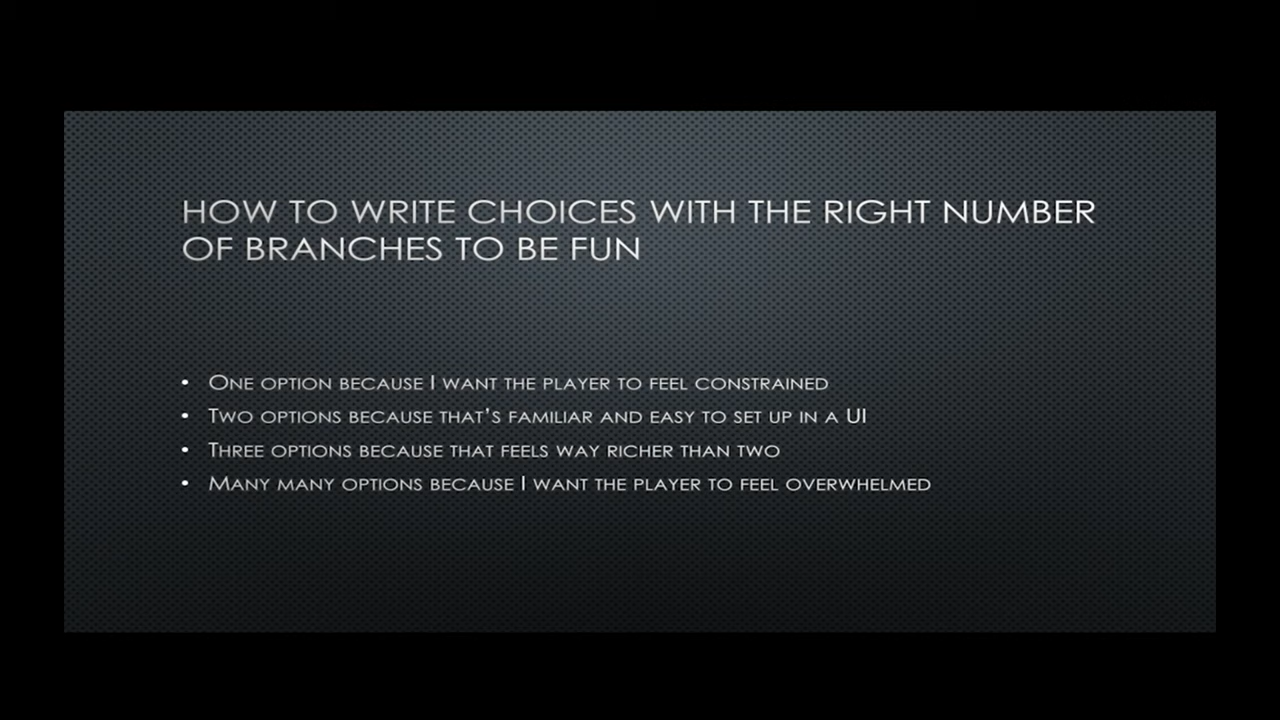 HOW TO WRITE CHOICES WITH THE RIGHT NUMBER
OF BRANCHES TO BE FUN
• ONE OPTION BECAUSE I WANT THE PLAYER TO FEEL CONSTRAINED
• TWO OPTIONS BECAUSE THAT’S FAMILIAR AND EASY TO SET UP IN A UI
• THREE OPTIONS BECAUSE THAT FEELS WAY RICHER THAN TWO
• MANY MANY OPTIONS BECAUSE I WANT THE PLAYER TO FEEL OVERWHELMED